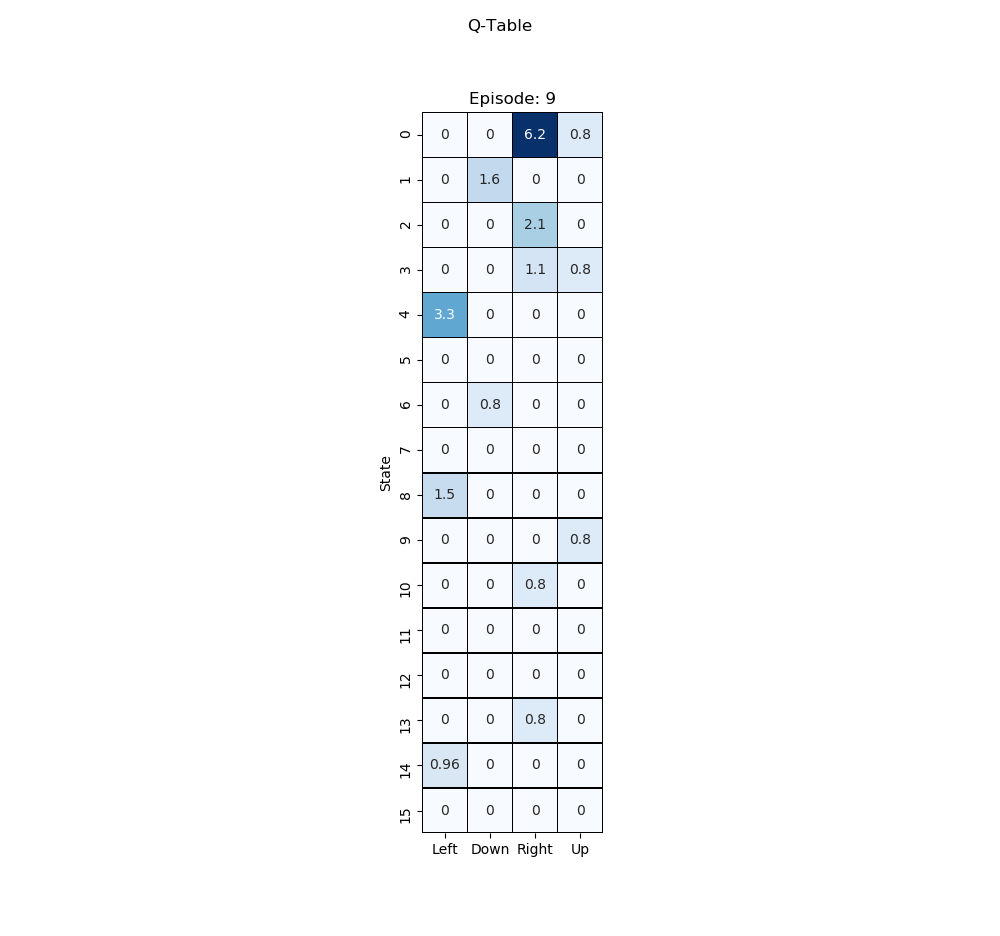 Q-Table
Episode: 9
0 0 0 6.2 0.8
1 0 1.6 0 0
2 0 0 2.1 0
3 0 0 1.1 0.8
4 3.3 0 0 0
5 0 0 0 0
6 0 0.8 0 0
7 0 0 0 0
State
8 1.5 0 0 0
9 0 0 0 0.8
10 0 0 0.8 0
11 0 0 0 0
12 0 0 0 0
13 0 0 0.8 0
14 0.96 0 0 0
15 0 0 0 0
Left Down Right Up